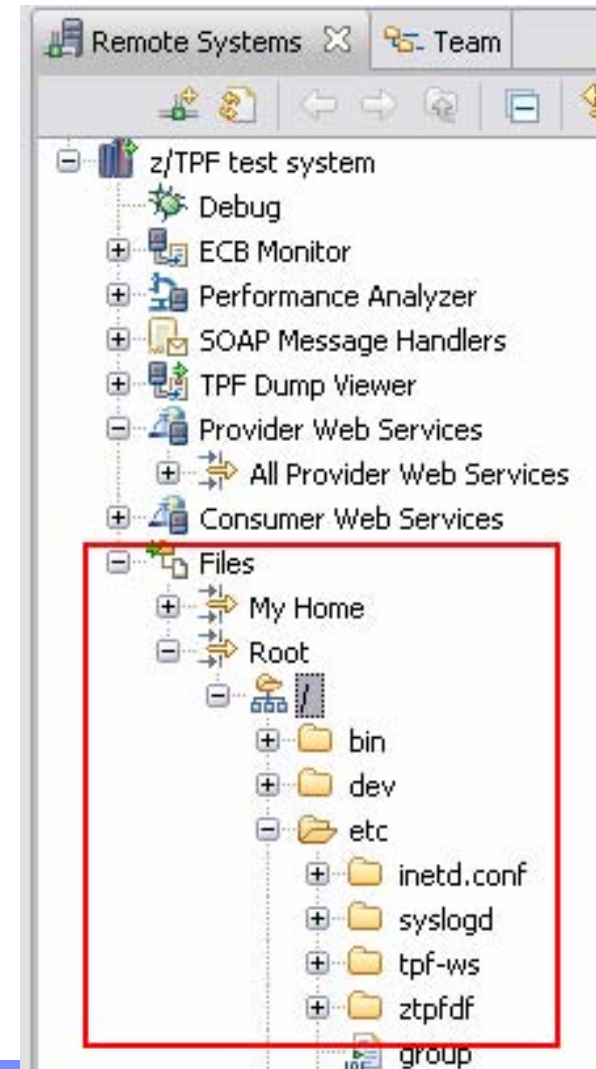 Remote Systems Team
z/TPF test system
Debug
ECB Monitor
Performance Analyzer
SOAP Message Handlers
TPF Dump Viewer
Provider Web Services
All Provider Web Services
Consumer Web Services
Files
My Home
Root
/
bin
dev
etc
inetd.conf
syslogd
tpf-ws
ztpfdf
group